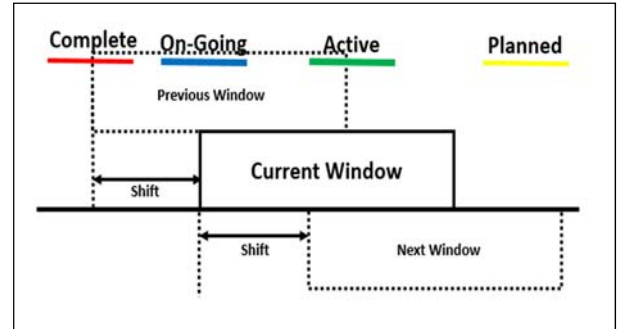 Complete On-Going Active Planned
Previous Window
Current Window
Shift
Shift Next Window